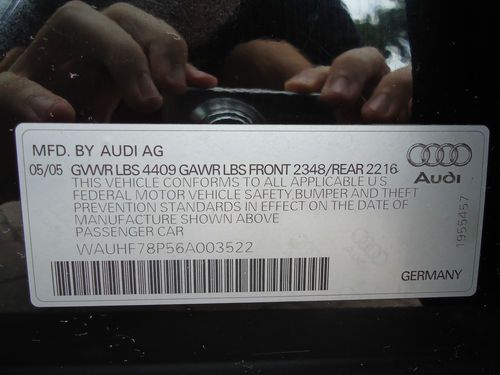 MFD. BY AUDI AG
05/05 GVWR LBS 4409 GAWR LBS FRONT 2348/REAR 2216
THIS VEHICLE CONFORMS TO ALL APPLICABLE U S
FEDERAL MOTOR VEHICLE SAFETY,BUMPER AND THEFT
PREVENTION STANDARDS IN EFFECT ON THE DATE OF
MANUFACTURE SHOWN ABOVE
PASSENGER CAR
WAUHF78P56A003522
Audi
1955457
GERMANY